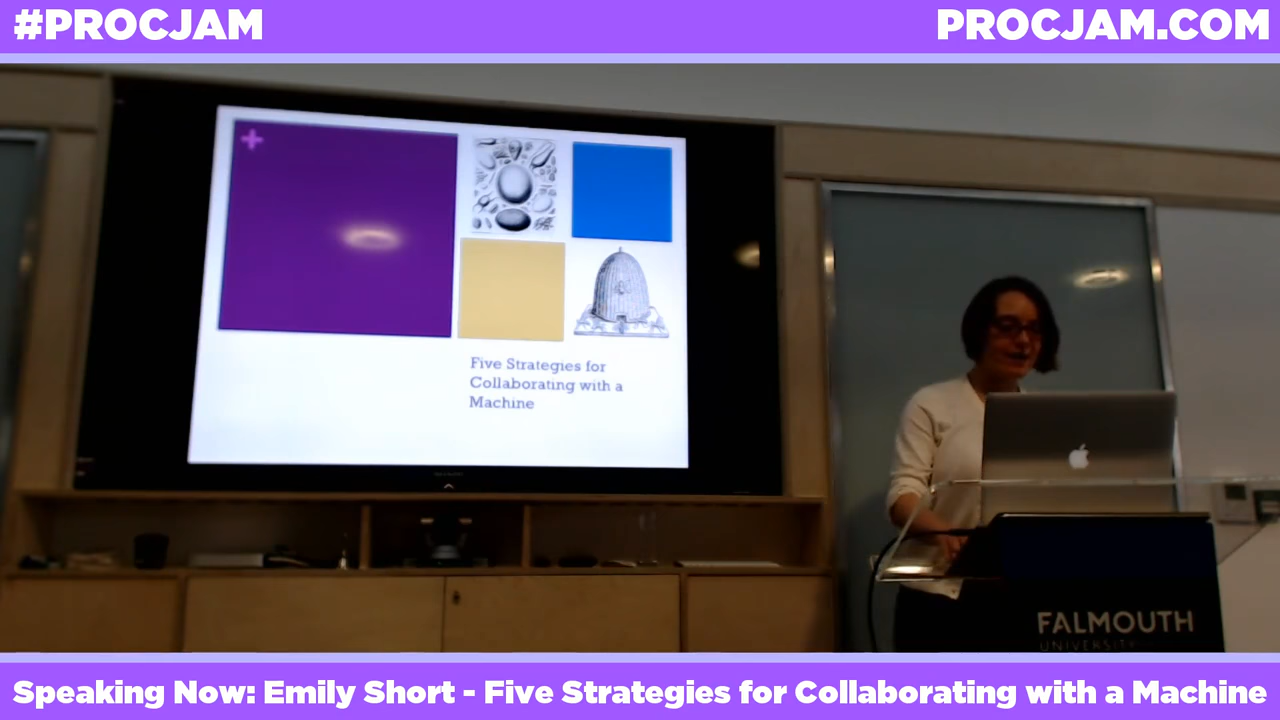 #PROCJAM
PROCJAM.COM
Five Strategies for
Collaborating with a
Machine
FALMOUTH
UNIVERSITY
Speaking Now: Emily Short - Five Strategies for Collaborating with a Machine